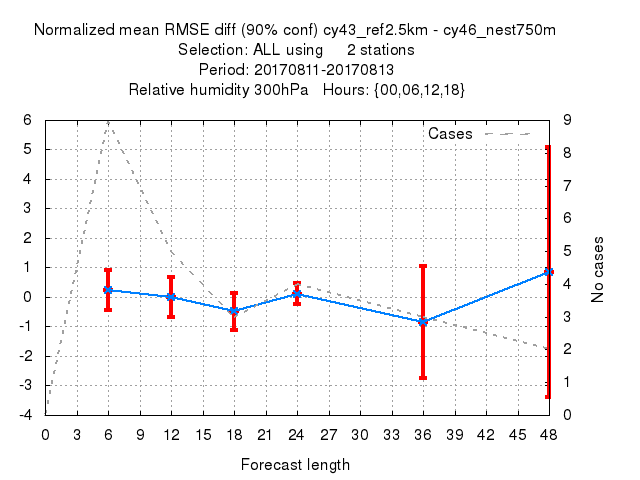 Normalized mean RMSE diff (90% conf) cy43_ref2.5km - cy46_nest750m
Selection: ALL using 2 stations
Period: 20170811-20170813
Relative humidity 300hPa Hours: {00,06,12,18}
Cases
6
5
4
3
2
1
0
-1
-2
-3
-4
9
8
7
6
5
4
3
2
1
0
No cases
0 3 6 9 12 15 18 21 24 27 30 33 36 39 42 45 48
Forecast length